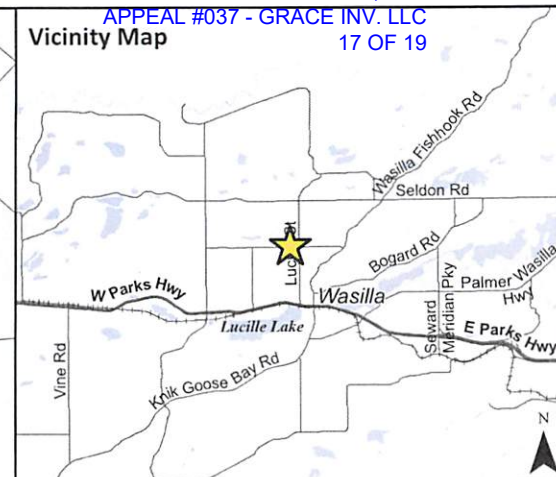 APPEAL #037 - GRACE INV. LLC
17 OF 19
Vicinity Map
Wasilla Fishhook Rd
Seldon Rd
Bogard Rd
W Parks Hwy
Wasilla
Palmer Wasilla
Hwy
Seward
Meridian Pky
E Parks Hwy
Lucille Lake
Vine Rd
Knik Goose Bay Rd
N